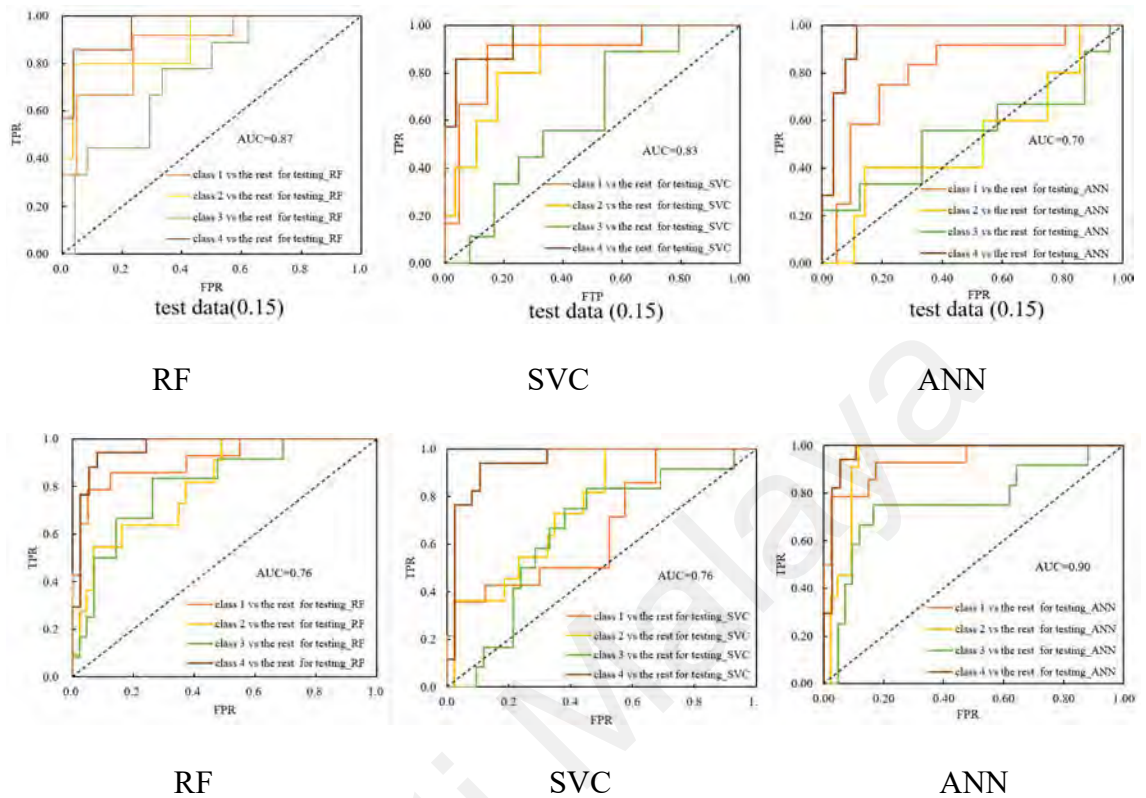 1.00
0.80
0.60
0.40
0.20
0.00
TPR
AUC=0.87
class 1 vs the rest for testing_RF
class 2 vs the rest for testing_RF
class 3 vs the rest for testing_RF
class 4 vs the rest for testing_RF
0.0 0.2 0.4 0.6 0.8 1.0
FPR
test data(0.15)
RF
1.00
0.80
0.60
0.40
0.20
0.00
TPR
AUC=0.83
class 1 vs the rest for testing_SVC
class 2 vs the rest for testing_SVC
class 3 vs the rest for testing_SVC
class 4 vs the rest for testing_SVC
0.00 0.20 0.40 0.60 0.80 1.00
FTP
test data (0.15)
SVC
1.00
0.80
0.60
0.40
0.20
0.00
TPR
AUC=0.70
class 1 vs the rest for testing_ANN
class 2 vs the rest for testing_ANN
class 3 vs the rest for testing_ANN
class 4 vs the rest for testing_ANN
0.00 0.20 0.40 0.60 0.80 1.00
FPR
test data (0.15)
ANN
1.0
0.8
0.6
0.4
0.2
0.0
TPR
AUC=0.76
class 1 vs the rest for testing_RF
class 2 vs the rest for testing_RF
class 3 vs the rest for testing_RF
class 4 vs the rest for testing_RF
0.0 0.2 0.4 0.6 0.8 1.0
FPR
RF
1.0
0.8
0.6
0.4
0.2
0.0
TPR
AUC=0.76
class 1 vs the rest for testing_SVC
class 2 vs the rest for testing_SVC
class 3 vs the rest for testing_SVC
class 4 vs the rest for testing_SVC
0.0 0.2 0.4 0.6 0.8 1.0
FPR
SVC
1.00
0.80
0.60
0.40
0.20
0.00
TPR
AUC=0.90
class 1 vs the rest for testing_ANN
class 2 vs the rest for testing_ANN
class 3 vs the rest for testing_ANN
class 4 vs the rest for testing_ANN
0.00 0.20 0.40 0.60 0.80 1.00
FPR
ANN
Malaya